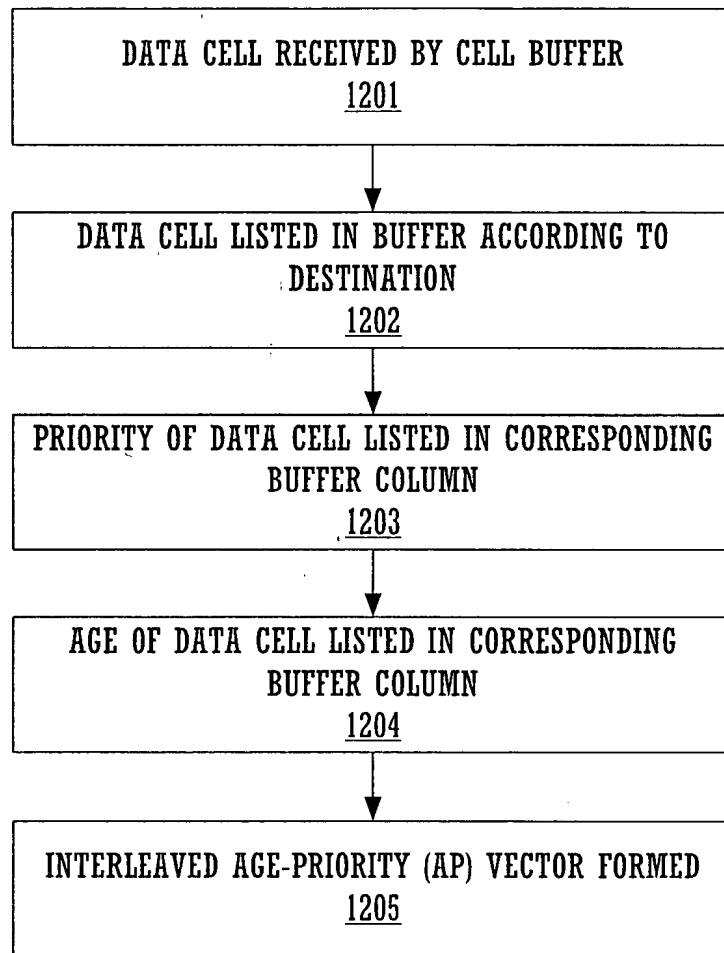 DATA CELL RECEIVED BY CELL BUFFER
1201
DATA CELL LISTED IN BUFFER ACCORDING TO
DESTINATION
1202
PRIORITY OF DATA CELL LISTED IN CORRESPONDING
BUFFER COLUMN
1203
AGE OF DATA CELL LISTED IN CORRESPONDING
BUFFER COLUMN
1204
INTERLEAVED AGE-PRIORITY (AP) VECTOR FORMED
1205